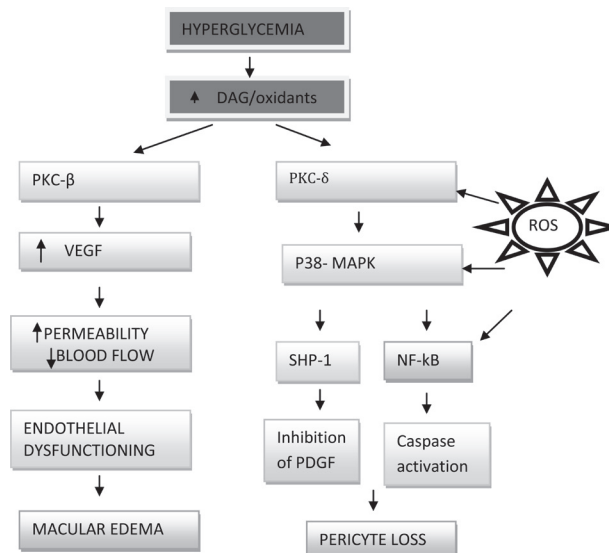 HYPERGLYCEMIA
DAG/oxidants
PKC-β
PKC-δ
ROS
VEGF
P38- MAPK
PERMEABILITY
BLOOD FLOW
SHP-1
NF-kB
ENDOTHELIAL
DYSFUNCTIONING
Inhibition
of PDGF
Caspase
activation
MACULAR EDEMA
PERICYTE LOSS